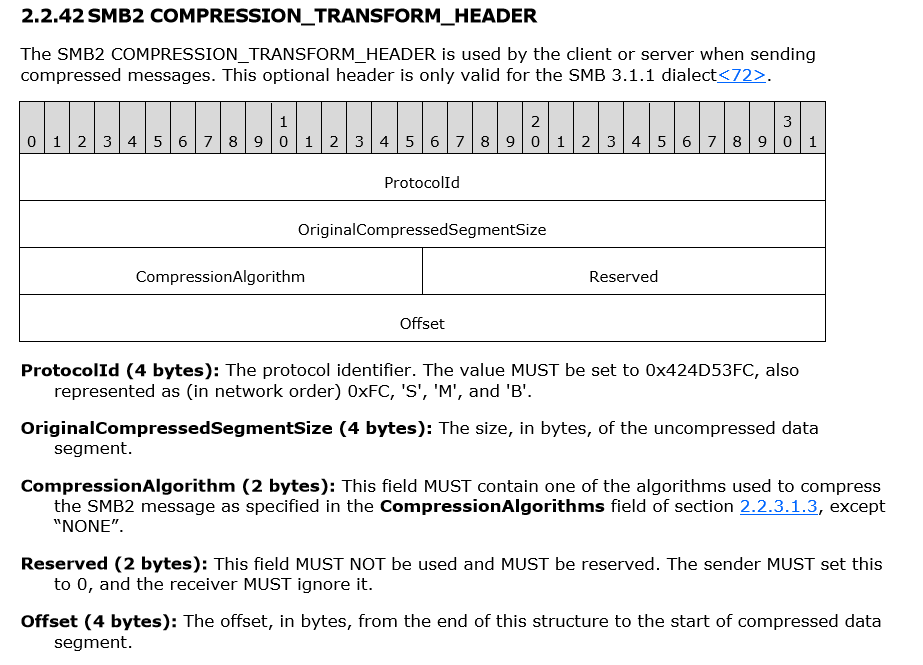 2.2.42 SMB2 COMPRESSION_TRANSFORM_HEADER
The SMB2 COMPRESSION_TRANSFORM_HEADER is used by the client or server when sending
compressed messages. This optional header is only valid for the SMB 3.1.1 dialect<72>.
1 2 3
0 1 2 3 4 5 6 7 8 9 0 1 2 3 4 5 6 7 8 9 0 1 2 3 4 5 6 7 8 9 0 1
ProtocolId
OriginalCompressedSegmentSize
CompressionAlgorithm Reserved
Offset
ProtocolId (4 bytes): The protocol identifier. The value MUST be set to 0x424D53FC, also
represented as (in network order) 0xFC, 'S', 'M', and 'B'.
OriginalCompressedSegmentSize (4 bytes): The size, in bytes, of the uncompressed data
segment.
CompressionAlgorithm (2 bytes): This field MUST contain one of the algorithms used to compress
the SMB2 message as specified in the CompressionAlgorithms field of section 2.2.3.1.3, except
“NONE”.
Reserved (2 bytes): This field MUST NOT be used and MUST be reserved. The sender MUST set this
to 0, and the receiver MUST ignore it.
Offset (4 bytes): The offset, in bytes, from the end of this structure to the start of compressed data
segment.